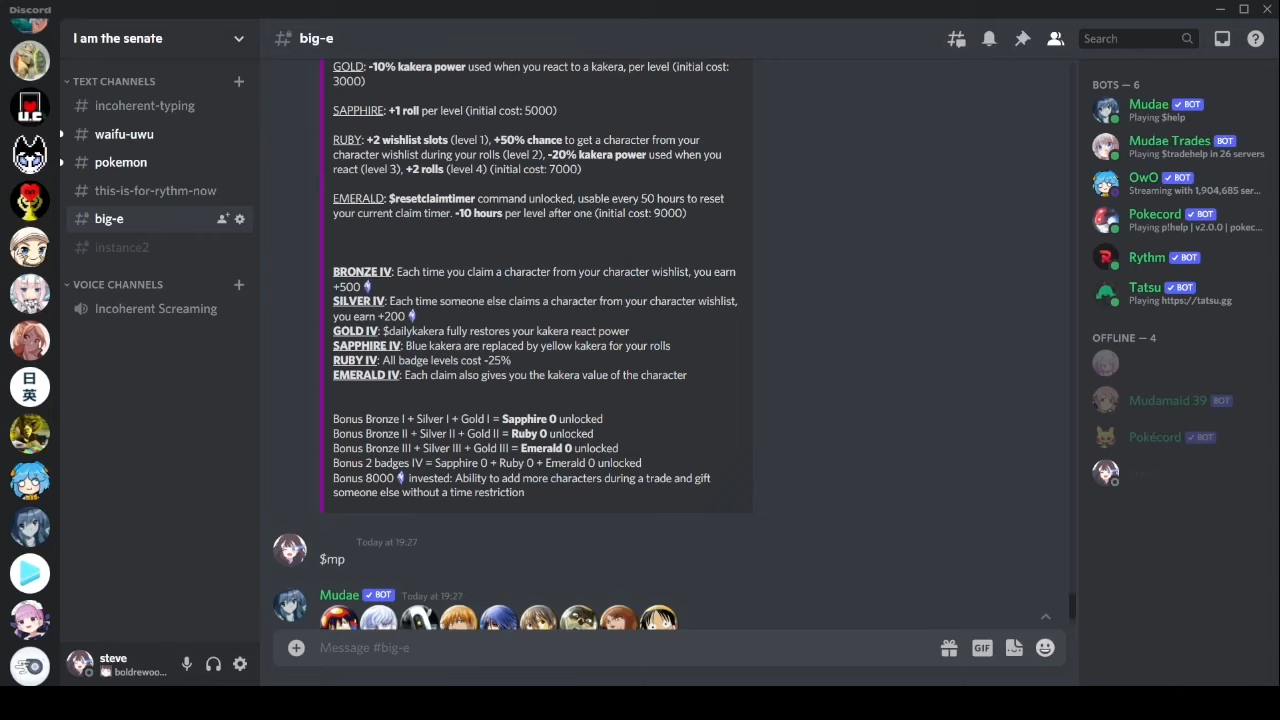 Discord
I am the senate
TEXT CHANNELS
incoherent-typing
waifu-uwu
pokemon
this-is-for-rythm-now
big-e
instance2
VOICE CHANNELS
Incoherent Screaming
steve
boldrewoo...
U.C
日
英
big-e
Search
GOLD: -10% kakera power used when you react to a kakera, per level (initial cost:
3000)
SAPPHIRE: +1 roll per level (initial cost: 5000)
RUBY: +2 wishlist slots (level 1), +50% chance to get a character from your
character wishlist during your rolls (level 2), -20% kakera power used when you
react (level 3), +2 rolls (level 4) (initial cost: 7000)
EMERALD: $resetclaimtimer command unlocked, usable every 50 hours to reset
your current claim timer. -10 hours per level after one (initial cost: 9000)
BRONZE IV: Each time you claim a character from your character wishlist, you earn
+500
SILVER IV: Each time someone else claims a character from your character wishlist,
you earn +200
GOLD IV: $dailykakera fully restores your kakera react power
SAPPHIRE IV: Blue kakera are replaced by yellow kakera for your rolls
RUBY IV: All badge levels cost -25%
EMERALD IV: Each claim also gives you the kakera value of the character
Bonus Bronze I + Silver I + Gold I = Sapphire 0 unlocked
Bonus Bronze II + Silver II + Gold II = Ruby 0 unlocked
Bonus Bronze III + Silver III + Gold III = Emerald 0 unlocked
Bonus 2 badges IV = Sapphire 0 + Ruby 0 + Emerald 0 unlocked
Bonus 8000 invested: Ability to add more characters during a trade and gift
someone else without a time restriction
Today at 19:27
$mp
Mudae BOT Today at 19:27
Message #big-e
GIF
BOTS — 6
Mudae BOT
Playing $help
Mudae Trades BOT
Playing $tradehelp in 26 servers
OwO BOT
Streaming with 1,904,685 ser...
Pokecord BOT
Playing p!help | v2.0.0 | pokec...
Rythm BOT
Tatsu BOT
Playing https://tatsu.gg
OFFLINE — 4
Mudamaid 39 BOT
Pokécord BOT